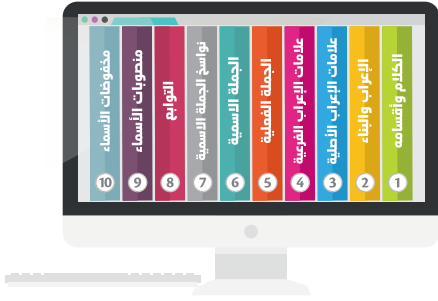 الكلام وأقسامه
1
الإعراب والبناء
2
علامات الإعراب الأصلية
3
علامات الإعراب الفرعية
4
الجملة الفعلية
5
الجملة الاسمية
6
نواسخ الجملة الاسمية
7
التوابع
8
منصوبات الأسماء
9
مخفوضات الأسماء
10